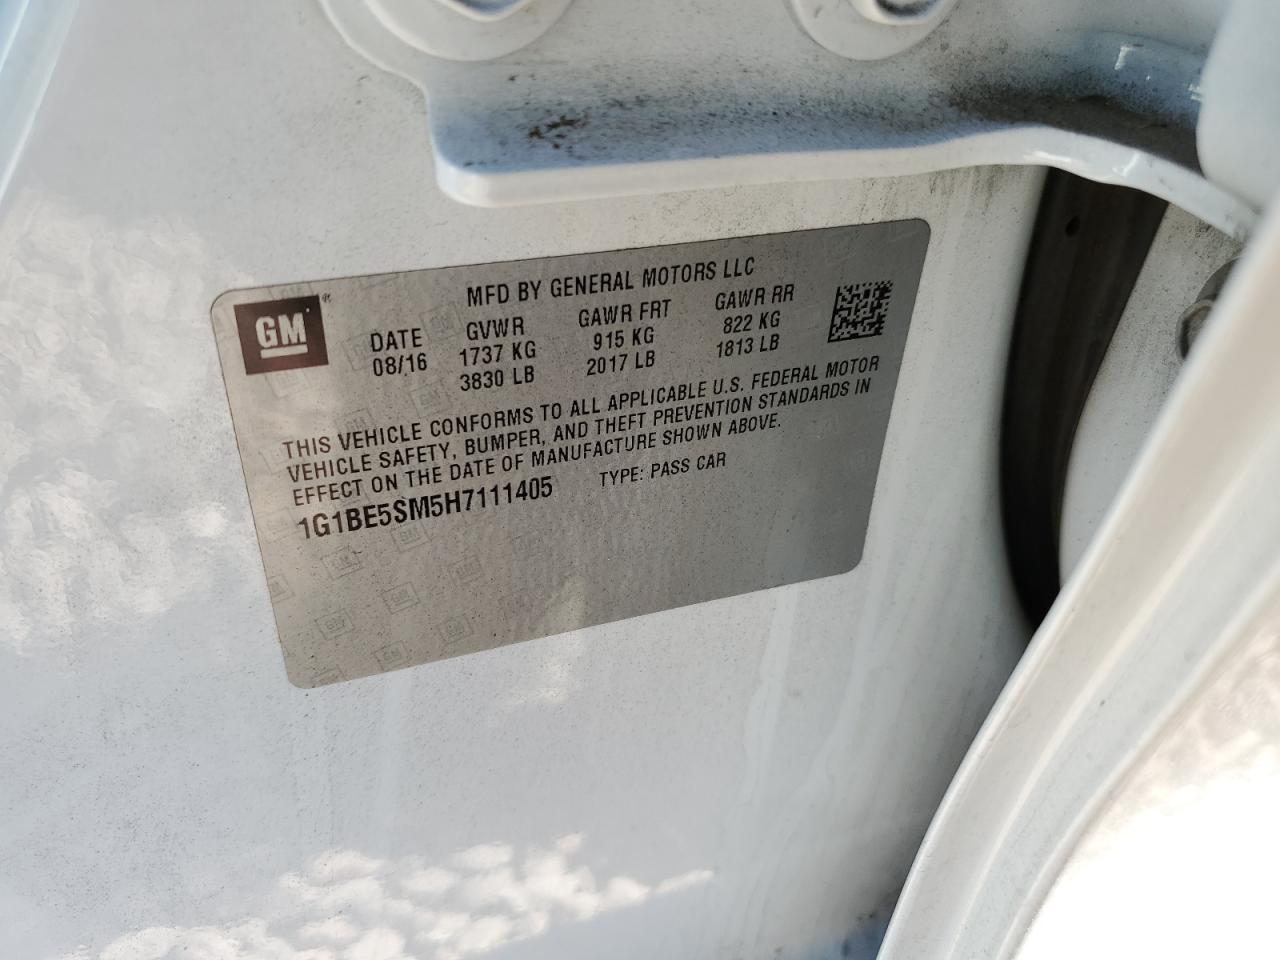 MFD BY GENERAL MOTORS LLC
GM®
DATE GVWR GAWR FRT GAWR RR
08/16 1737 KG 915 KG 822 KG
3830 LB 2017 LB 1813 LB
THIS VEHICLE CONFORMS TO ALL APPLICABLE U.S. FEDERAL MOTOR
VEHICLE SAFETY, BUMPER, AND THEFT PREVENTION STANDARDS IN
EFFECT ON THE DATE OF MANUFACTURE SHOWN ABOVE.
1G1BE5SM5H7111405 TYPE: PASS CAR